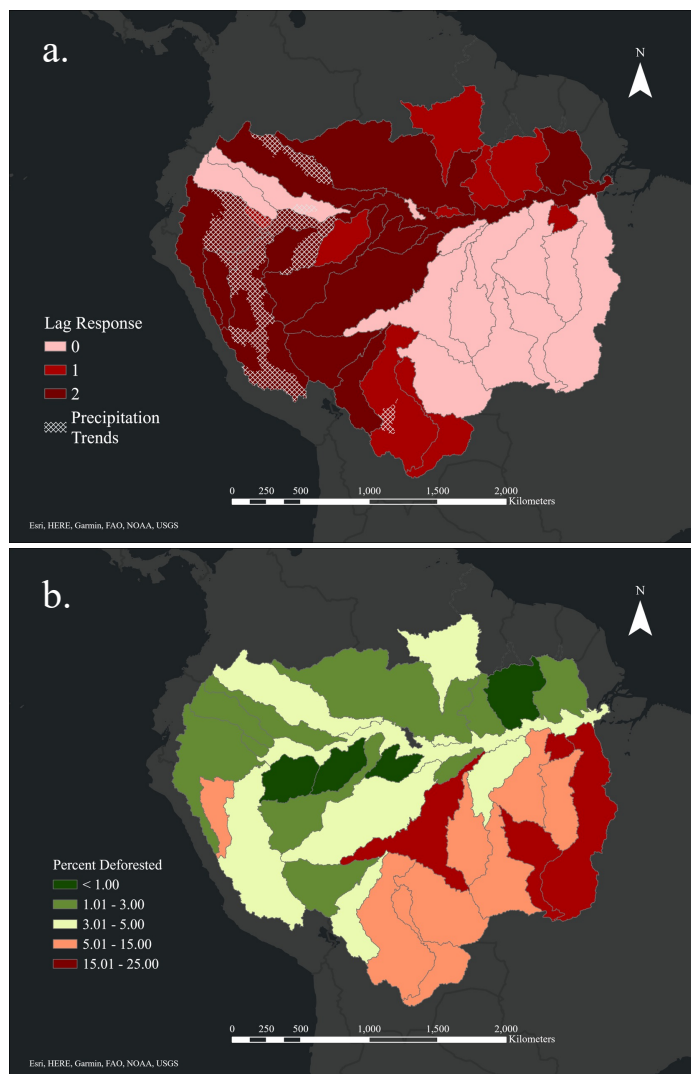 a.
N
Lag Response
0
1
2
Precipitation
Trends
0 250 500 1,000 1,500 2,000
Kilometers
Esri, HERE, Garmin, FAO, NOAA, USGS
b.
N
Percent Deforested
< 1.00
1.01 - 3.00
3.01 - 5.00
5.01 - 15.00
15.01 - 25.00
0 250 500 1,000 1,500 2,000
Kilometers
Esri, HERE, Garmin, FAO, NOAA, USGS